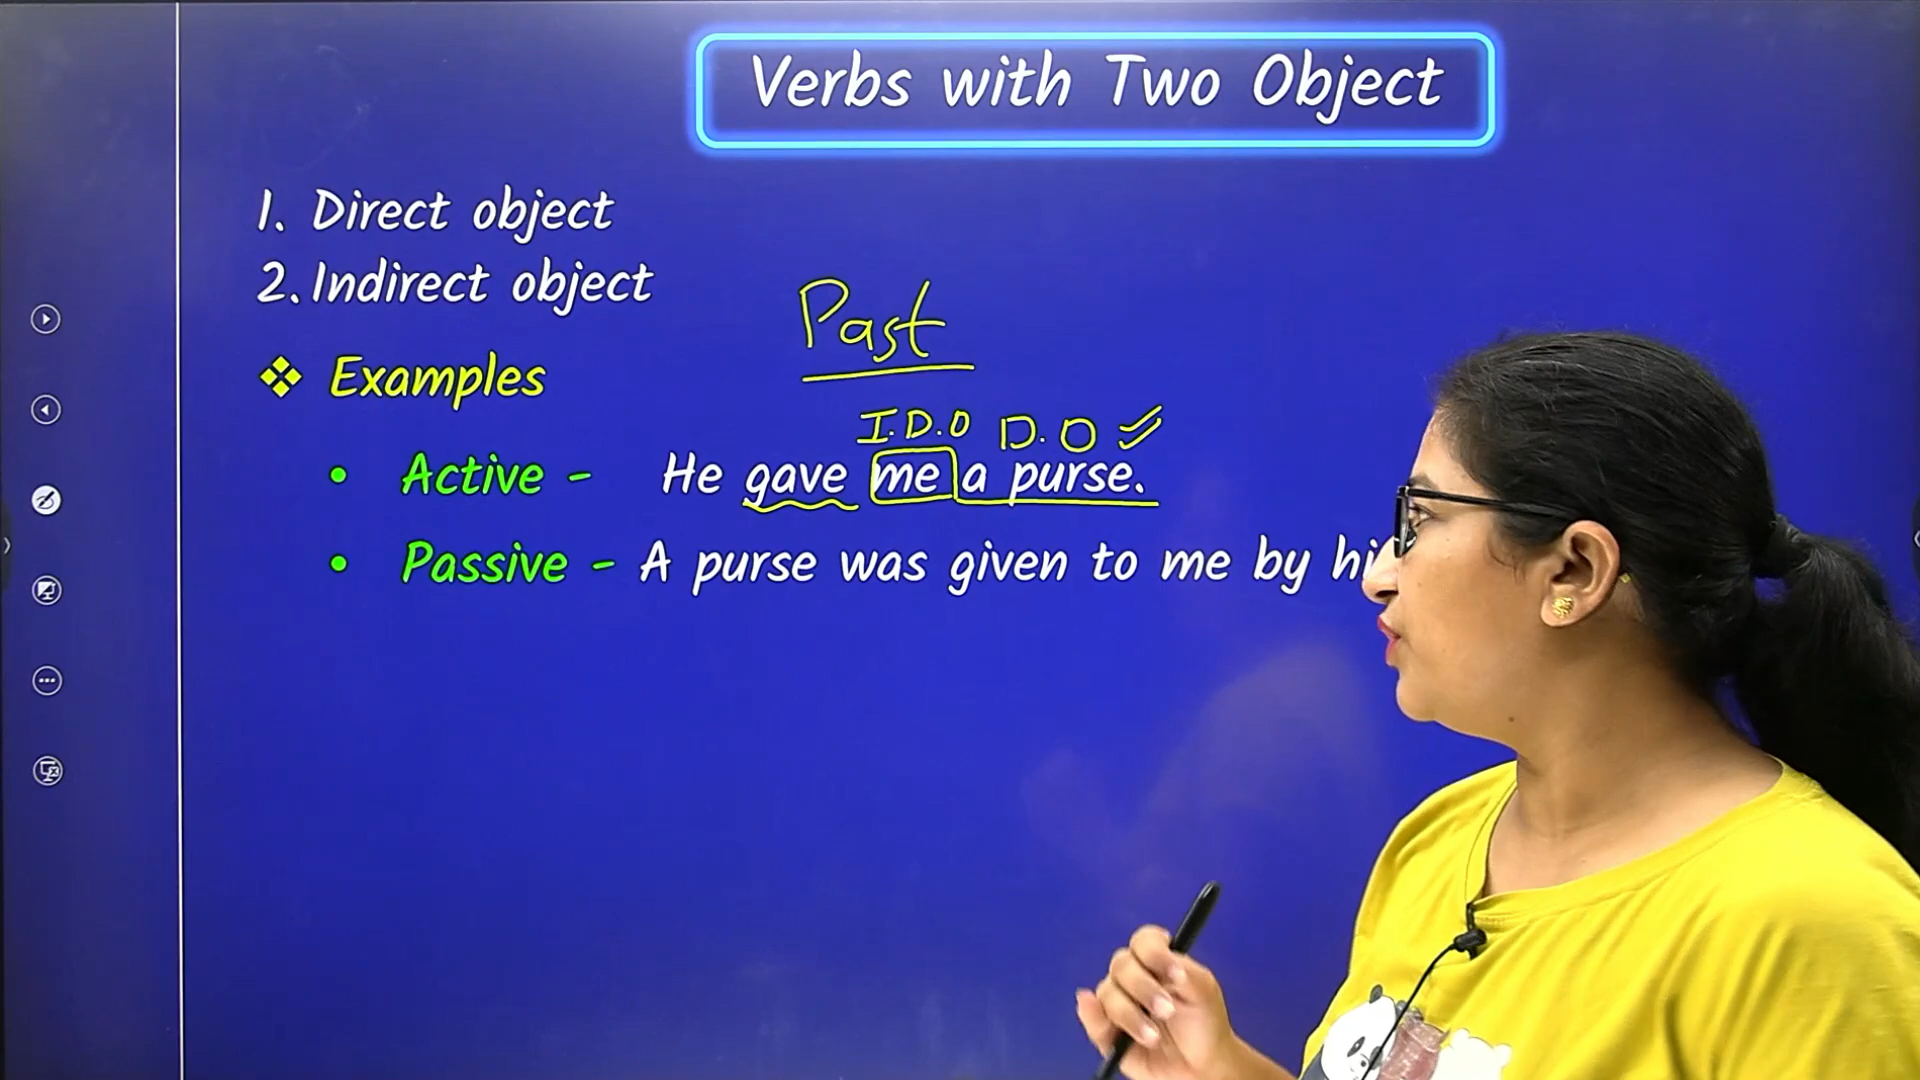 Verbs with Two Object
1. Direct object
2. Indirect object
Past
❖ Examples
I.D.O D.O
• Active - He gave me a purse.
• Passive - A purse was given to me by